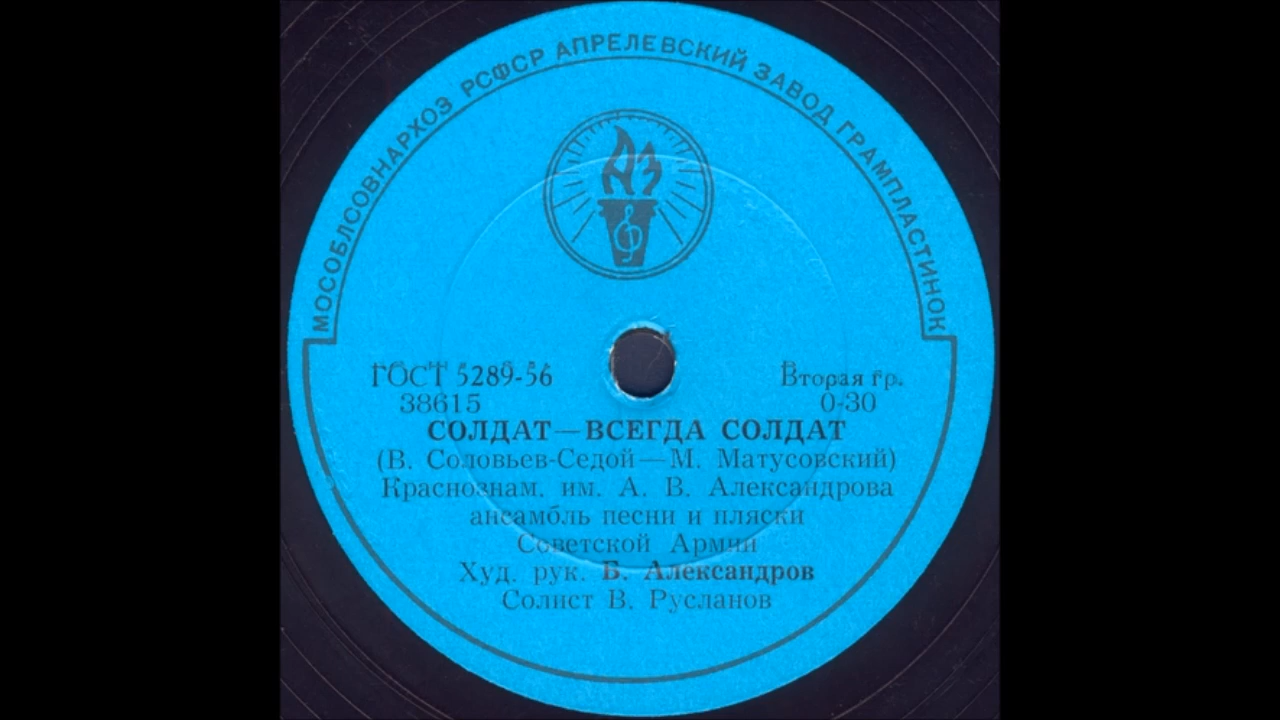 МОСОБЛСОВНАРХОЗ РСФСР АПРЕЛЕВСКИЙ ЗАВОД ГРАМПЛАСТИНОК
АЗ
ГОСТ 5289-56 Вторая гр.
38615 0-30
СОЛДАТ—ВСЕГДА СОЛДАТ
(В. Соловьев-Седой—М. Матусовский)
Краснознам. им. А. В. Александрова
ансамбль песни и пляски
Советской Армии
Худ. рук. Б. Александров
Солист В. Русланов